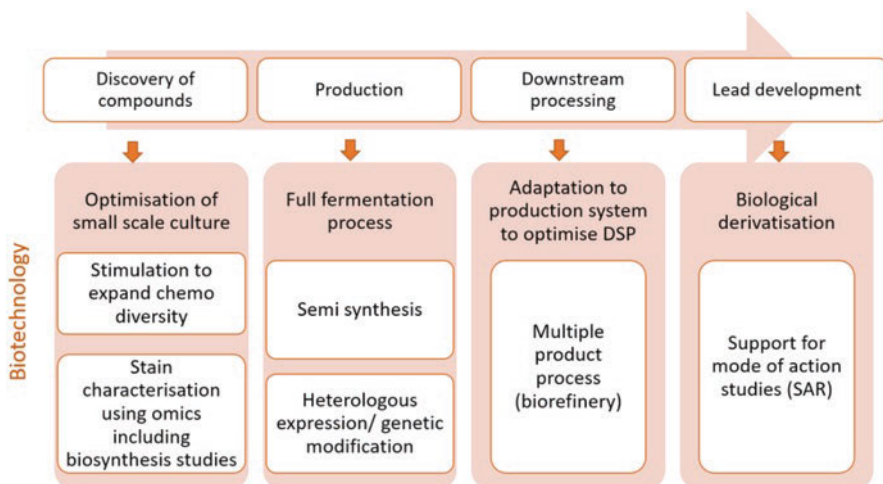 Discovery of
compounds
Production
Downstream
processing
Lead development
Biotechnology
Optimisation of
small scale culture
Stimulation to
expand chemo
diversity
Stain
characterisation
using omics
including
biosynthesis studies
Full fermentation
process
Semi synthesis
Heterologous
expression/ genetic
modification
Adaptation to
production system
to optimise DSP
Multiple
product
process
(biorefinery)
Biological
derivatisation
Support for
mode of action
studies (SAR)